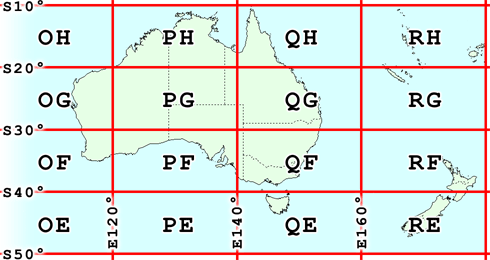 S10°
OH PH QH RH
S20°
OG PG QG RG
S30°
OF PF QF RF
S40°
OE PE QE RE
E120° E140° E160°
S50°